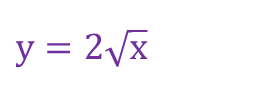 y = 2√x